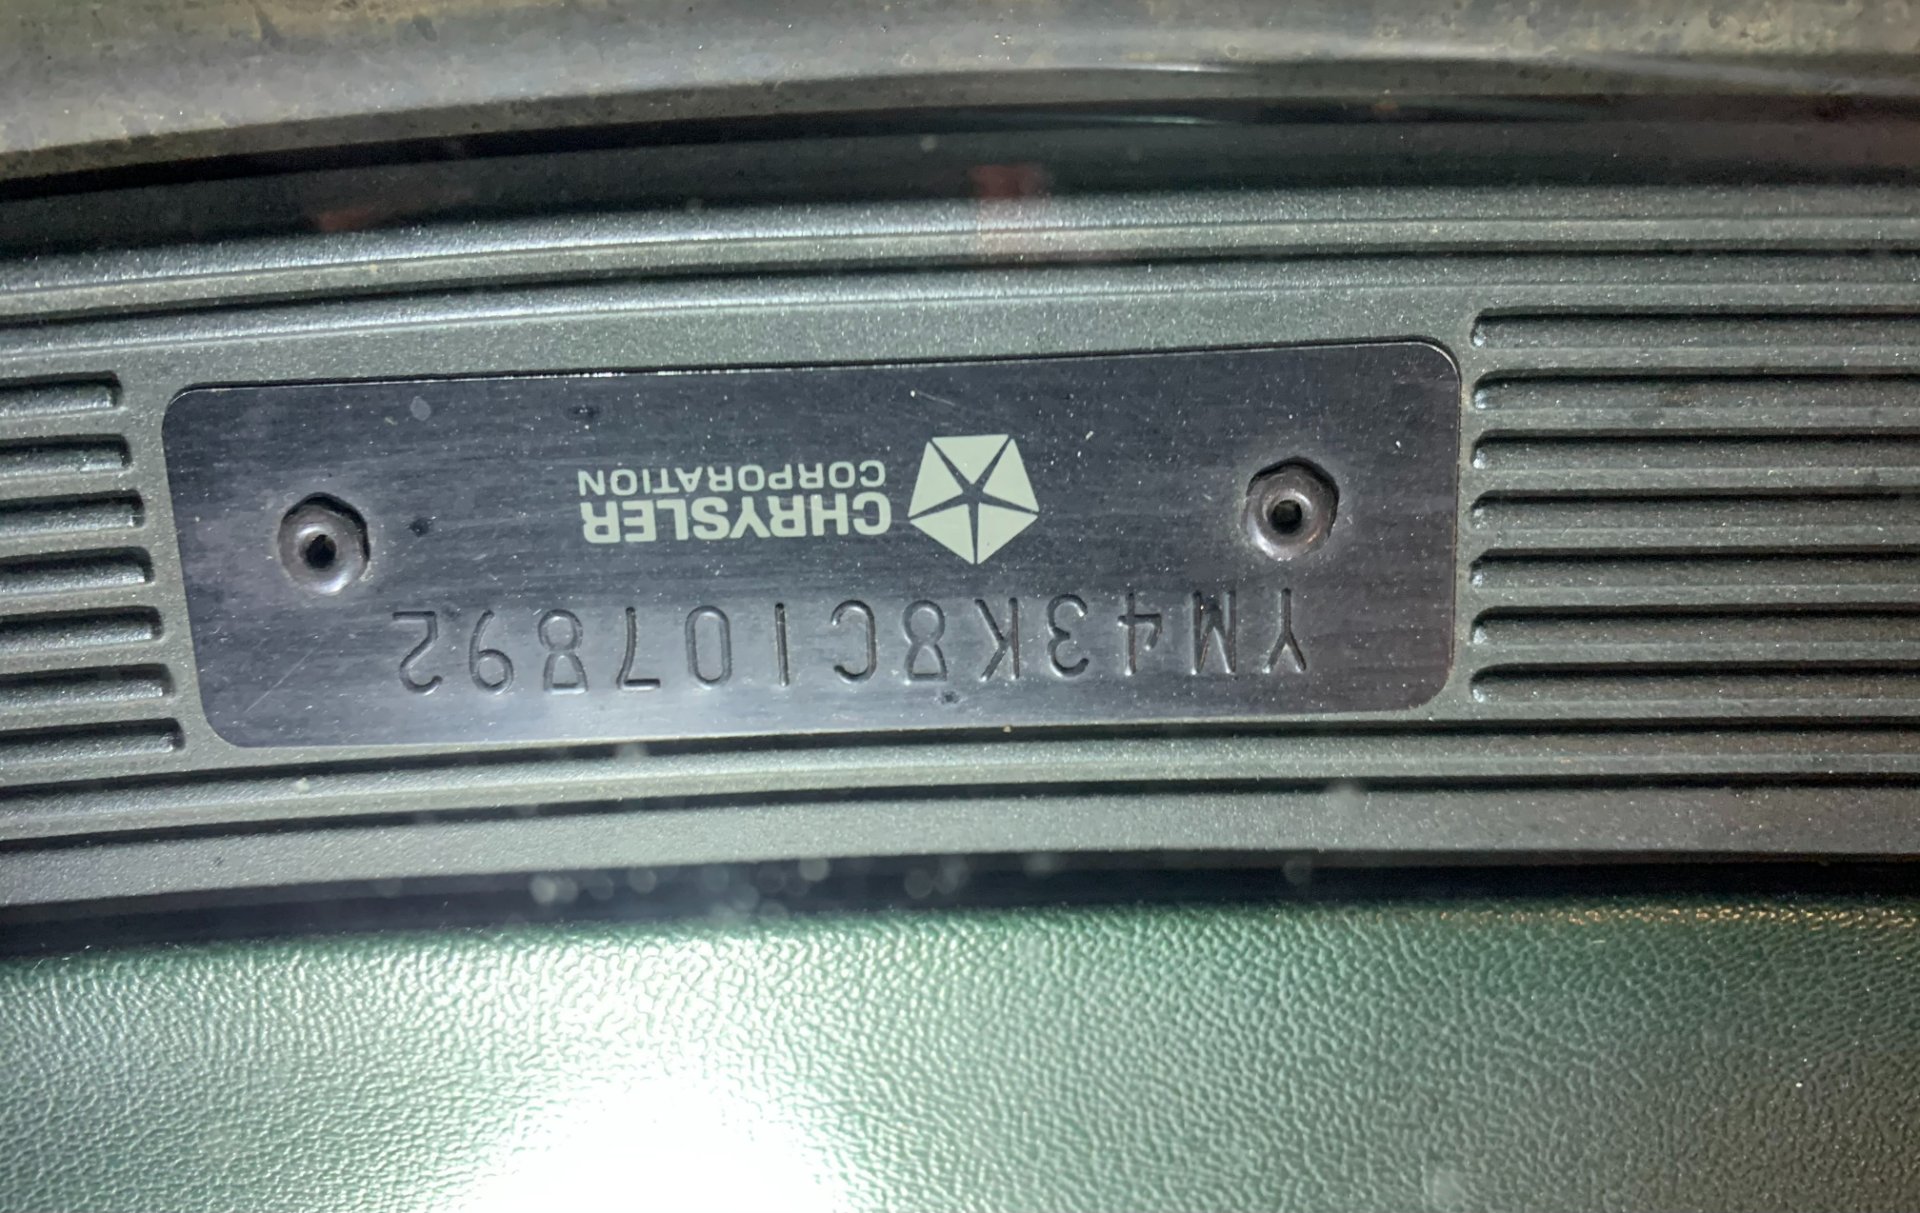 CHRYSLER
CORPORATION
YM43K8C107892